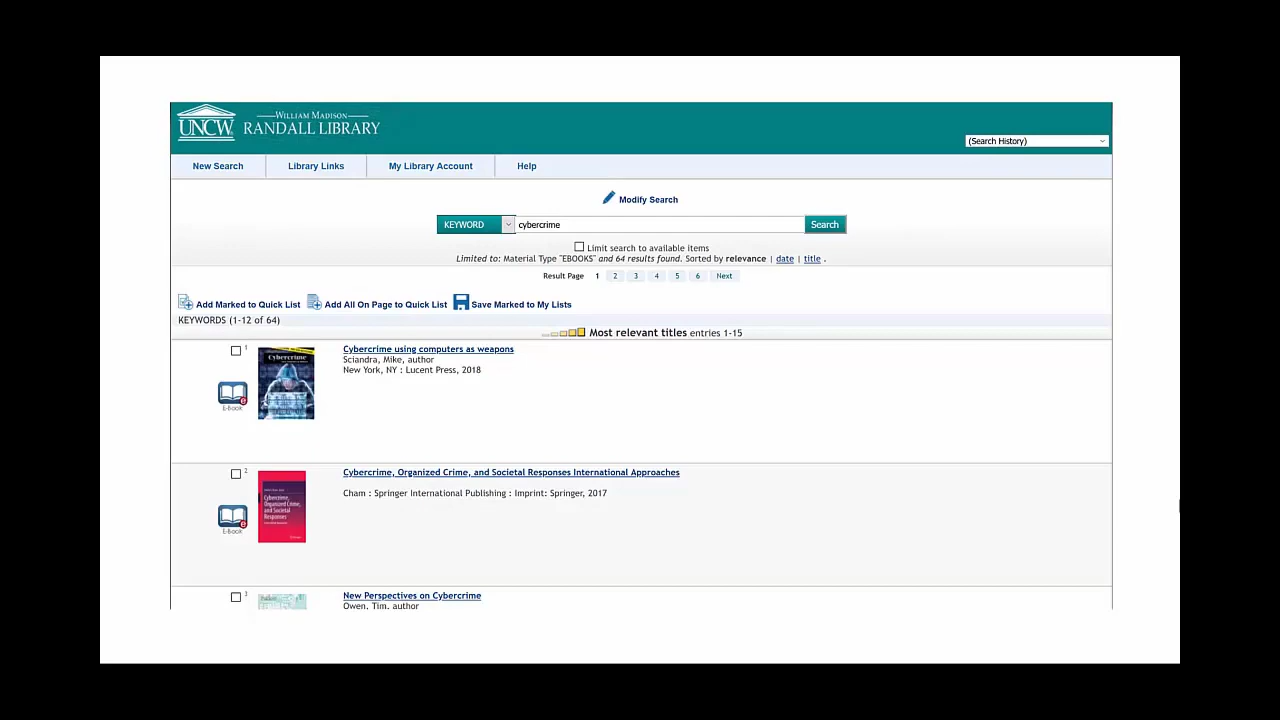 WILLIAM MADISON
UNCW RANDALL LIBRARY
(Search History)
New Search Library Links My Library Account Help
Modify Search
KEYWORD cybercrime Search
Limit search to available items
Limited to: Material Type "EBOOKS" and 64 results found. Sorted by relevance | date | title .
Result Page 1 2 3 4 5 6 Next
Add Marked to Quick List Add All On Page to Quick List Save Marked to My Lists
KEYWORDS (1-12 of 64)
Most relevant titles entries 1-15
1
Cybercrime using computers as weapons
Sciandra, Mike, author
New York, NY : Lucent Press, 2018
Cybercrime
E-Book
2
Cybercrime, Organized Crime, and Societal Responses International Approaches
Cham : Springer International Publishing : Imprint: Springer, 2017
Cybercrime,
Organized Crime,
and Societal
Responses
E-Book
3
New Perspectives on Cybercrime
Owen, Tim, author